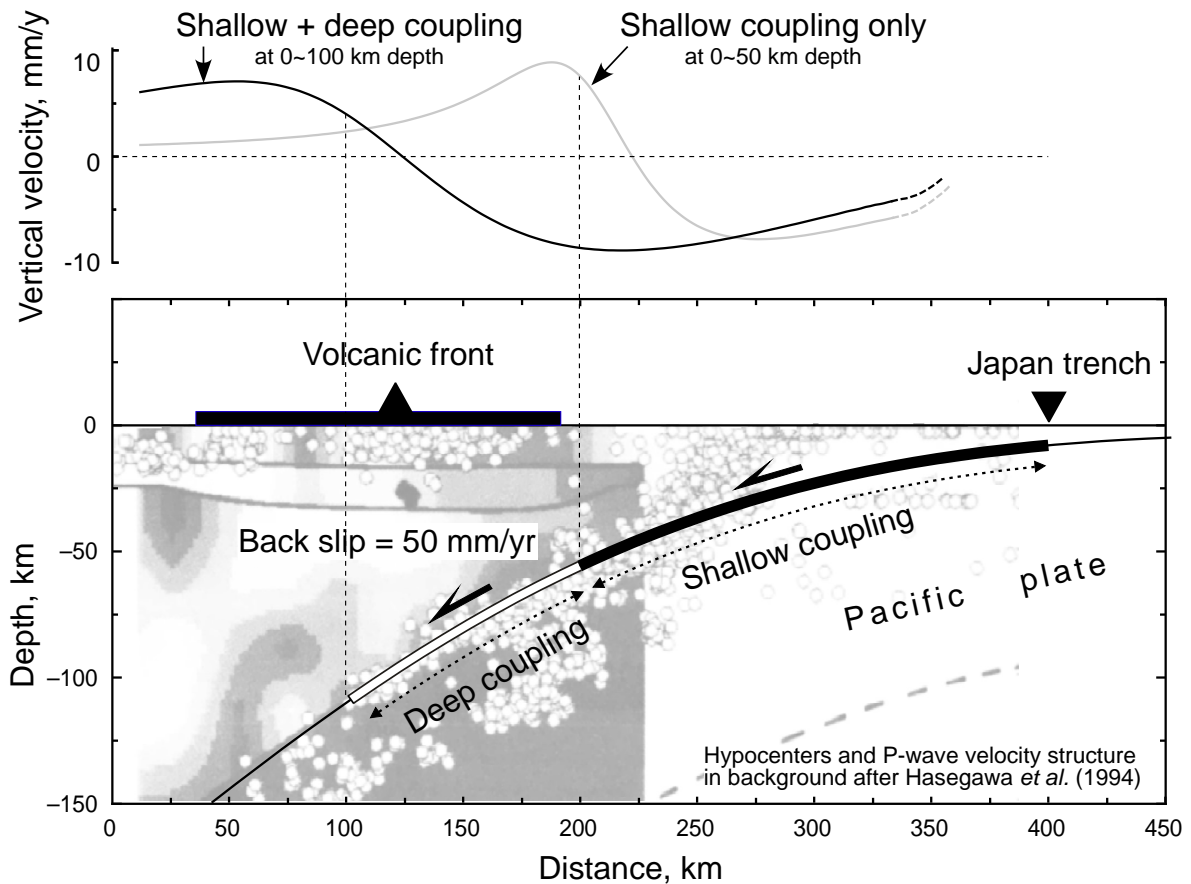 Shallow + deep coupling
at 0~100 km depth
Shallow coupling only
at 0~50 km depth
Vertical velocity, mm/y
10
0
-10
Volcanic front
Japan trench
0
−50
−100
−150
Depth, km
Back slip = 50 mm/yr
Shallow coupling
Deep coupling
Pacific plate
Hypocenters and P-wave velocity structure
in background after Hasegawa et al. (1994)
0 50 100 150 200 250 300 350 400 450
Distance, km